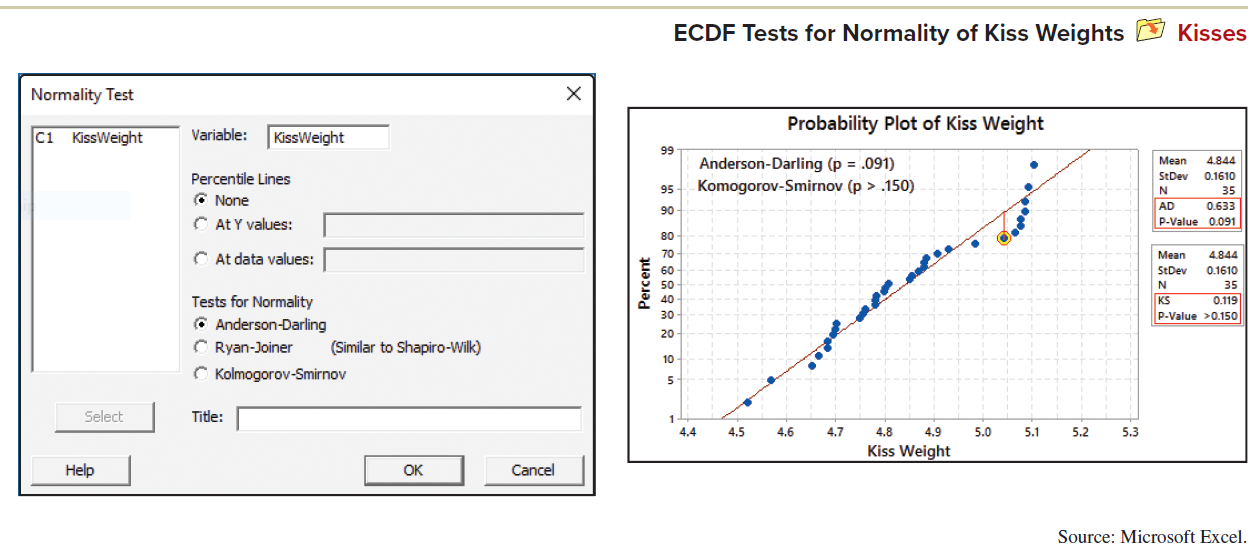 ECDF Tests for Normality of Kiss Weights Kisses
Normality Test
C1 KissWeight
Variable: KissWeight
Percentile Lines
None
At Y values:
At data values:
Tests for Normality
Anderson-Darling
Ryan-Joiner (Similar to Shapiro-Wilk)
Kolmogorov-Smirnov
Select
Title:
Help
OK
Cancel
Probability Plot of Kiss Weight
Anderson-Darling (p = .091)
Komogorov-Smirnov (p > .150)
Percent
99
95
90
80
70
60
50
40
30
20
10
5
1
4.4 4.5 4.6 4.7 4.8 4.9 5.0 5.1 5.2 5.3
Kiss Weight
Mean 4.844
StDev 0.1610
N 35
AD 0.633
P-Value 0.091
Mean 4.844
StDev 0.1610
N 35
KS 0.119
P-Value >0.150
Source: Microsoft Excel.